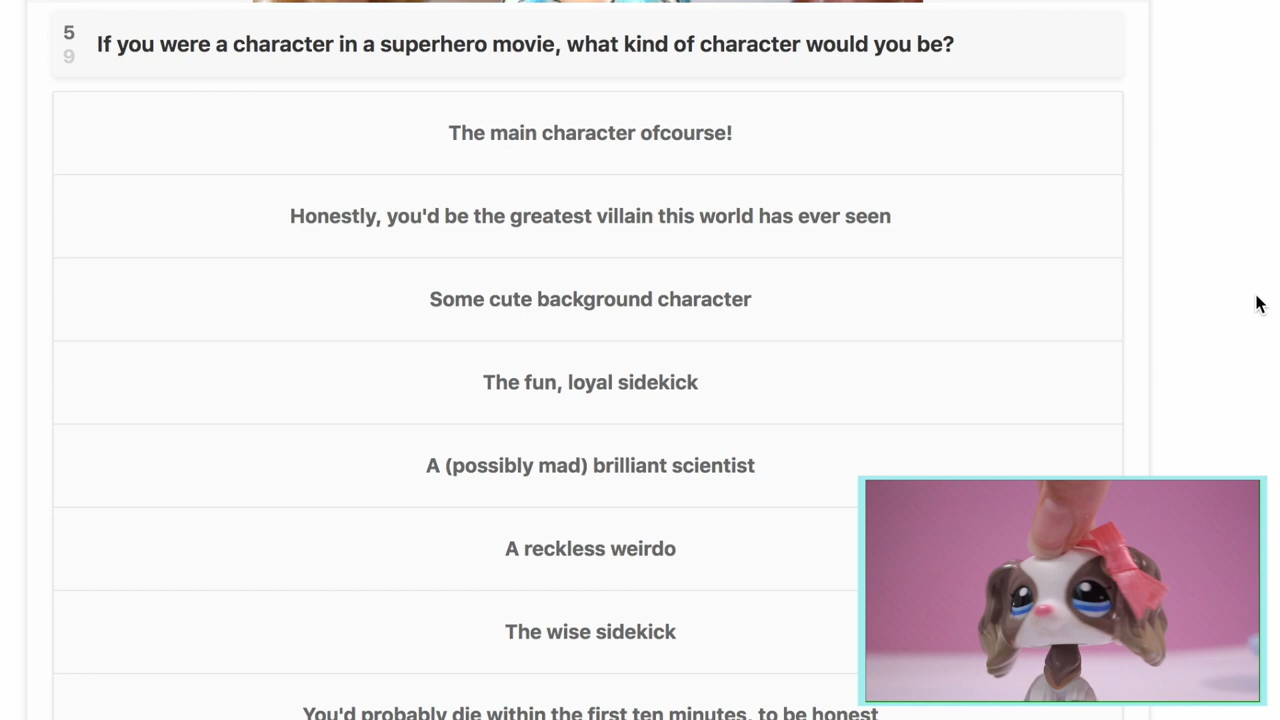 5
9
If you were a character in a superhero movie, what kind of character would you be?
The main character ofcourse!
Honestly, you'd be the greatest villain this world has ever seen
Some cute background character
The fun, loyal sidekick
A (possibly mad) brilliant scientist
A reckless weirdo
The wise sidekick
You'd probably die within the first ten minutes, to be honest